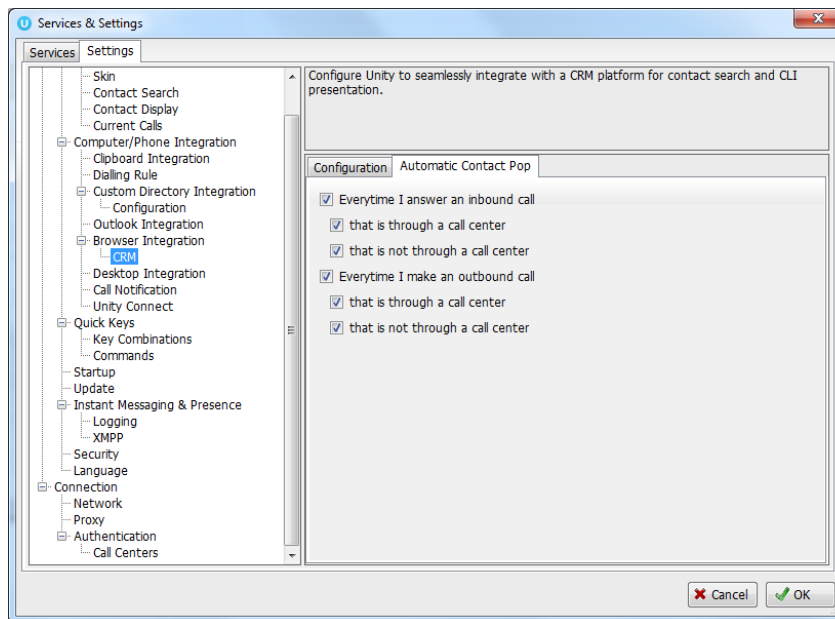 Services & Settings
Services
Settings
Skin
Contact Search
Contact Display
Current Calls
Computer/Phone Integration
Clipboard Integration
Dialling Rule
Custom Directory Integration
Configuration
Outlook Integration
Browser Integration
CRM
Desktop Integration
Call Notification
Unity Connect
Quick Keys
Key Combinations
Commands
Startup
Update
Instant Messaging & Presence
Logging
XMPP
Security
Language
Connection
Network
Proxy
Authentication
Call Centers
Configure Unity to seamlessly integrate with a CRM platform for contact search and CLI
presentation.
Configuration
Automatic Contact Pop
Everytime I answer an inbound call
that is through a call center
that is not through a call center
Everytime I make an outbound call
that is through a call center
that is not through a call center
Cancel
OK